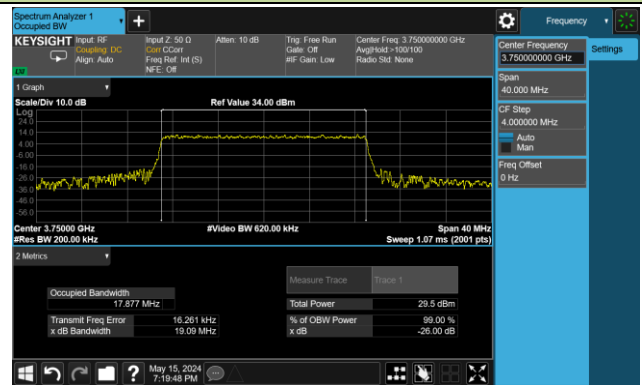 Spectrum Analyzer 1
Occupied BW
Frequency
KEYSIGHT
Input: RF
Coupling: DC
Align: Auto
Input Z: 50 Ω
Corr CCorr
Freq Ref: Int (S)
NFE: Off
Atten: 10 dB
Trig: Free Run
Gate: Off
#IF Gain: Low
Center Freq: 3.750000000 GHz
Avg|Hold:>100/100
Radio Std: None
Center Frequency
3.750000000 GHz
Settings
Span
40.000 MHz
CF Step
4.000000 MHz
Auto
Man
Freq Offset
0 Hz
1 Graph
Scale/Div 10.0 dB
Ref Value 34.00 dBm
Log
24.0
14.0
4.00
-6.00
-16.0
-26.0
-36.0
-46.0
-56.0
Center 3.75000 GHz
#Video BW 620.00 kHz
Span 40 MHz
#Res BW 200.00 kHz
Sweep 1.07 ms (2001 pts)
2 Metrics
Measure Trace
Trace 1
Occupied Bandwidth
17.877 MHz
Total Power
29.5 dBm
Transmit Freq Error
16.261 kHz
% of OBW Power
99.00 %
x dB Bandwidth
19.09 MHz
x dB
-26.00 dB
May 15, 2024
7:19:48 PM